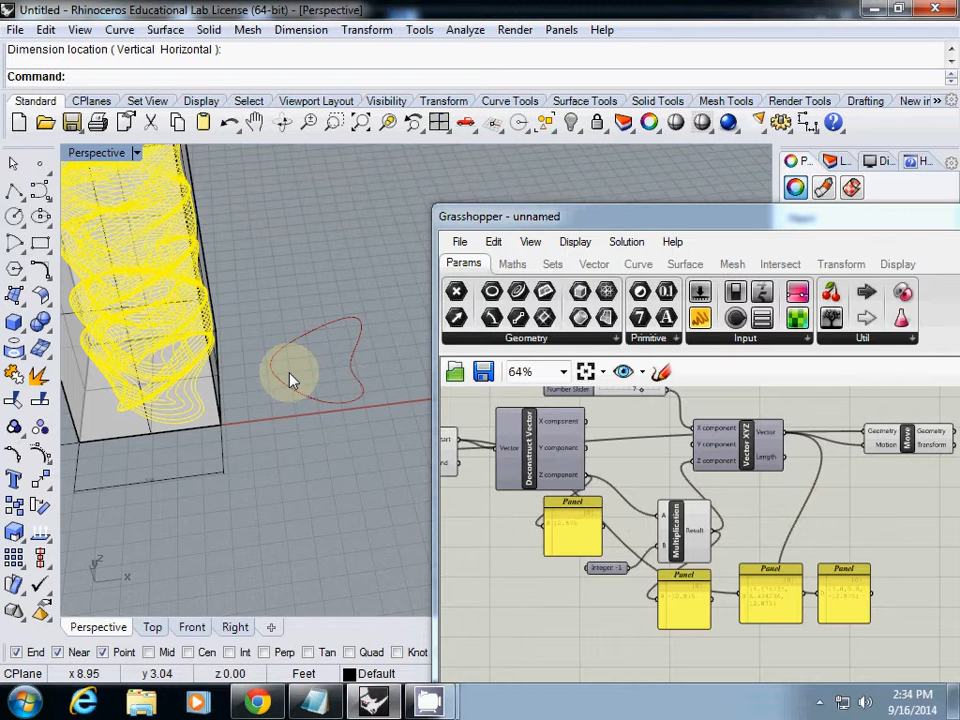 Untitled - Rhinoceros Educational Lab License (64-bit) - [Perspective]
File Edit View Curve Surface Solid Mesh Dimension Transform Tools Analyze Render Panels Help
Dimension location ( Vertical Horizontal ):
Command:
Standard CPlanes Set View Display Select Viewport Layout Visibility Transform Curve Tools Surface Tools Solid Tools Mesh Tools Render Tools Drafting New in »
Perspective
P... L... Di... H...
Grasshopper - unnamed
File Edit View Display Solution Help
Params Maths Sets Vector Curve Surface Mesh Intersect Transform Display
Geometry Primitive Input Util
64%
Number Slider 7
Vector Deconstruct Vector X component Y component Z component
X component Y component Z component Vector XYZ Vector Length
Geometry Motion Move Geometry Transform
Panel
A B Multiplication Result
Integer: -1
Panel
Panel
Panel
z y x
Perspective Top Front Right
End Near Point Mid Cen Int Perp Tan Quad Knot
CPlane x 8.95 y 3.04 z 0.00 Feet Default
2:34 PM
9/16/2014